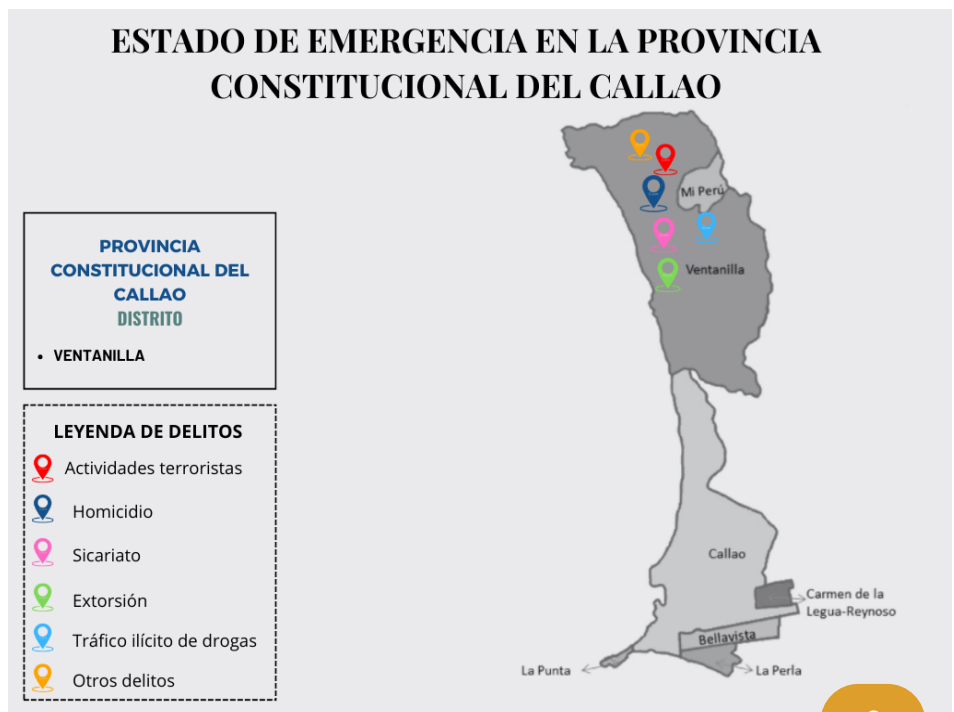 ESTADO DE EMERGENCIA EN LA PROVINCIA
CONSTITUCIONAL DEL CALLAO
PROVINCIA
CONSTITUCIONAL DEL
CALLAO
DISTRITO
• VENTANILLA
LEYENDA DE DELITOS
Actividades terroristas
Homicidio
Sicariato
Extorsión
Tráfico ilícito de drogas
Otros delitos
Mi Perú
Ventanilla
Callao
Carmen de la
Legua-Reynoso
Bellavista
La Punta
La Perla